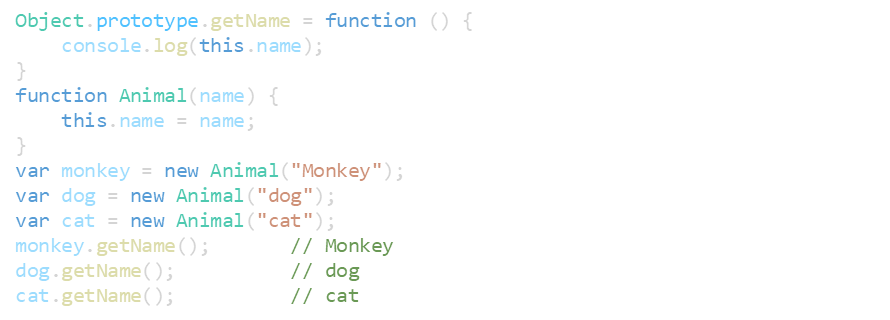 Object.prototype.getName = function () {
    console.log(this.name);
}
function Animal(name) {
    this.name = name;
}
var monkey = new Animal("Monkey");
var dog = new Animal("dog");
var cat = new Animal("cat");
monkey.getName();       // Monkey
dog.getName();          // dog
cat.getName();          // cat